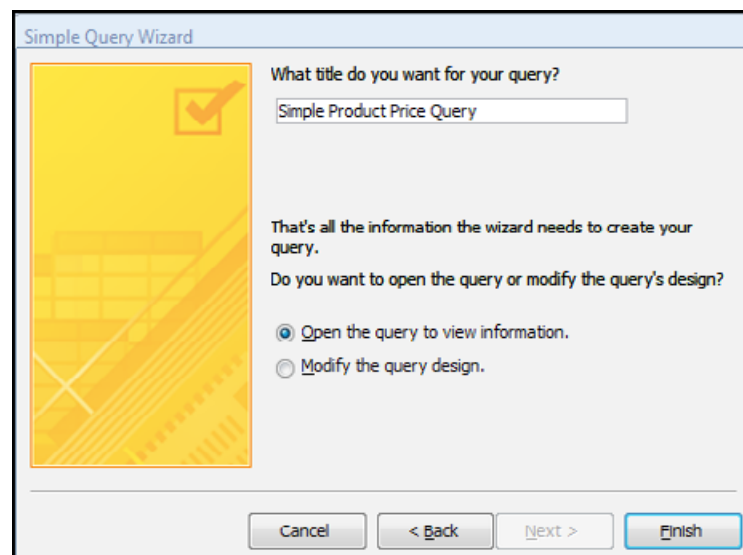 Simple Query Wizard
What title do you want for your query?
Simple Product Price Query
That's all the information the wizard needs to create your
query.
Do you want to open the query or modify the query's design?
Open the query to view information.
Modify the query design.
Cancel
< Back
Next >
Finish